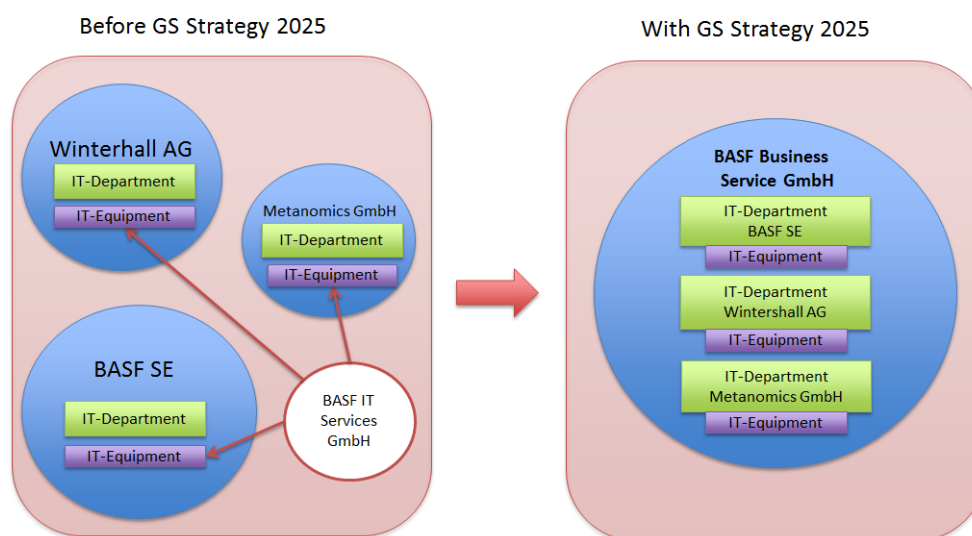 Before GS Strategy 2025
With GS Strategy 2025
Winterhall AG
IT-Department
IT-Equipment
Metanomics GmbH
IT-Department
IT-Equipment
BASF SE
IT-Department
IT-Equipment
BASF IT
Services
GmbH
BASF Business
Service GmbH
IT-Department
BASF SE
IT-Equipment
IT-Department
Wintershall AG
IT-Equipment
IT-Department
Metanomics GmbH
IT-Equipment